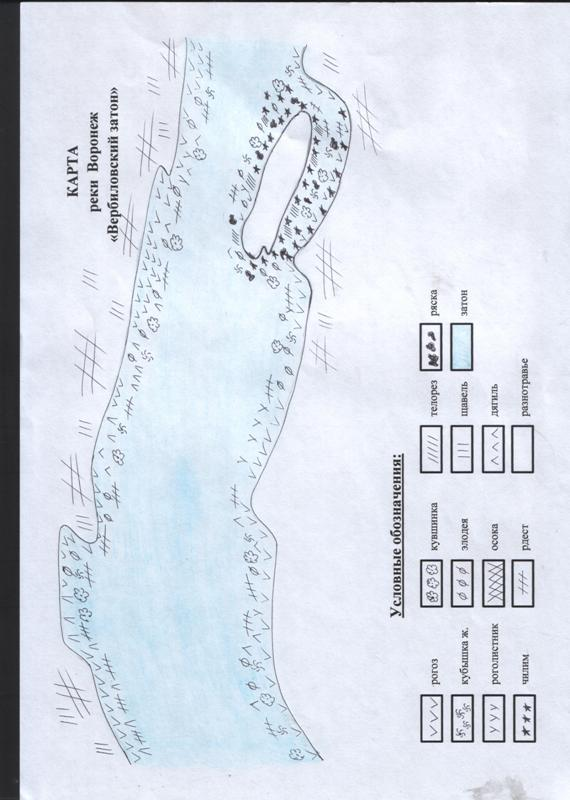 КАРТА
реки Воронеж
«Вербиловский затон»
Условные обозначения:
рогоз
кувшинка
телорез
ряска
кубышка ж.
элодея
щавель
затон
роголистник
осока
дягиль
чилим
рдест
разнотравье